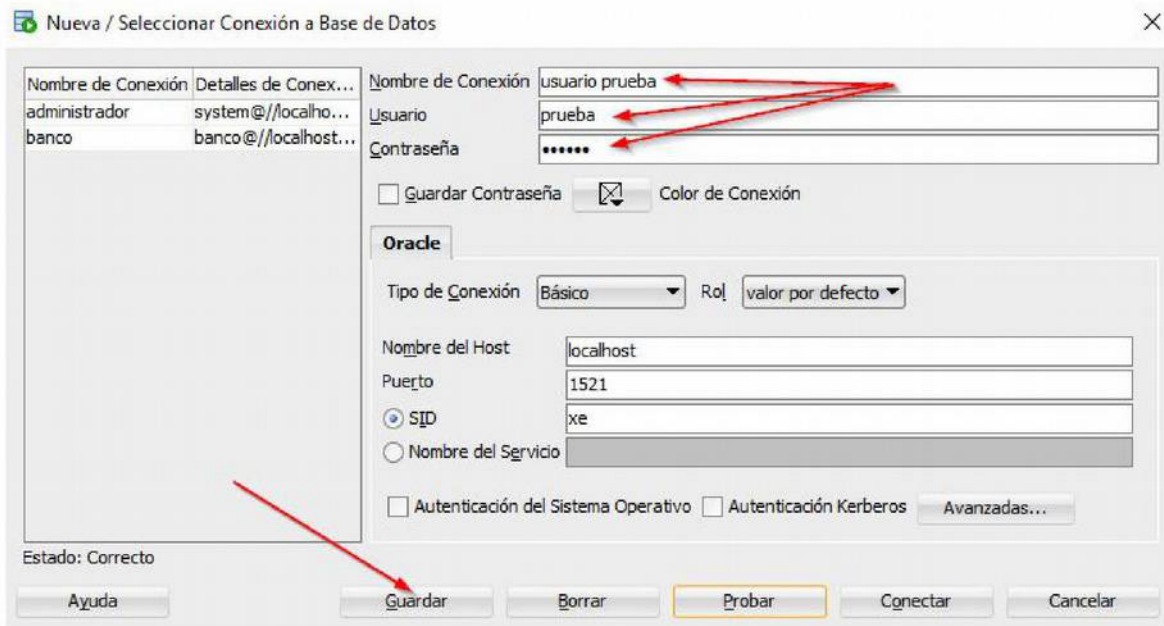 Nueva / Seleccionar Conexión a Base de Datos
Nombre de Conexión Detalles de Conex...
administrador system@//localho...
banco banco@//localhost...
Nombre de Conexión usuario prueba
Usuario prueba
Contraseña ••••••
Guardar Contraseña Color de Conexión
Oracle
Tipo de Conexión Básico Rol valor por defecto
Nombre del Host localhost
Puerto 1521
SID xe
Nombre del Servicio
Autenticación del Sistema Operativo Autenticación Kerberos Avanzadas...
Estado: Correcto
Ayuda Guardar Borrar Probar Conectar Cancelar